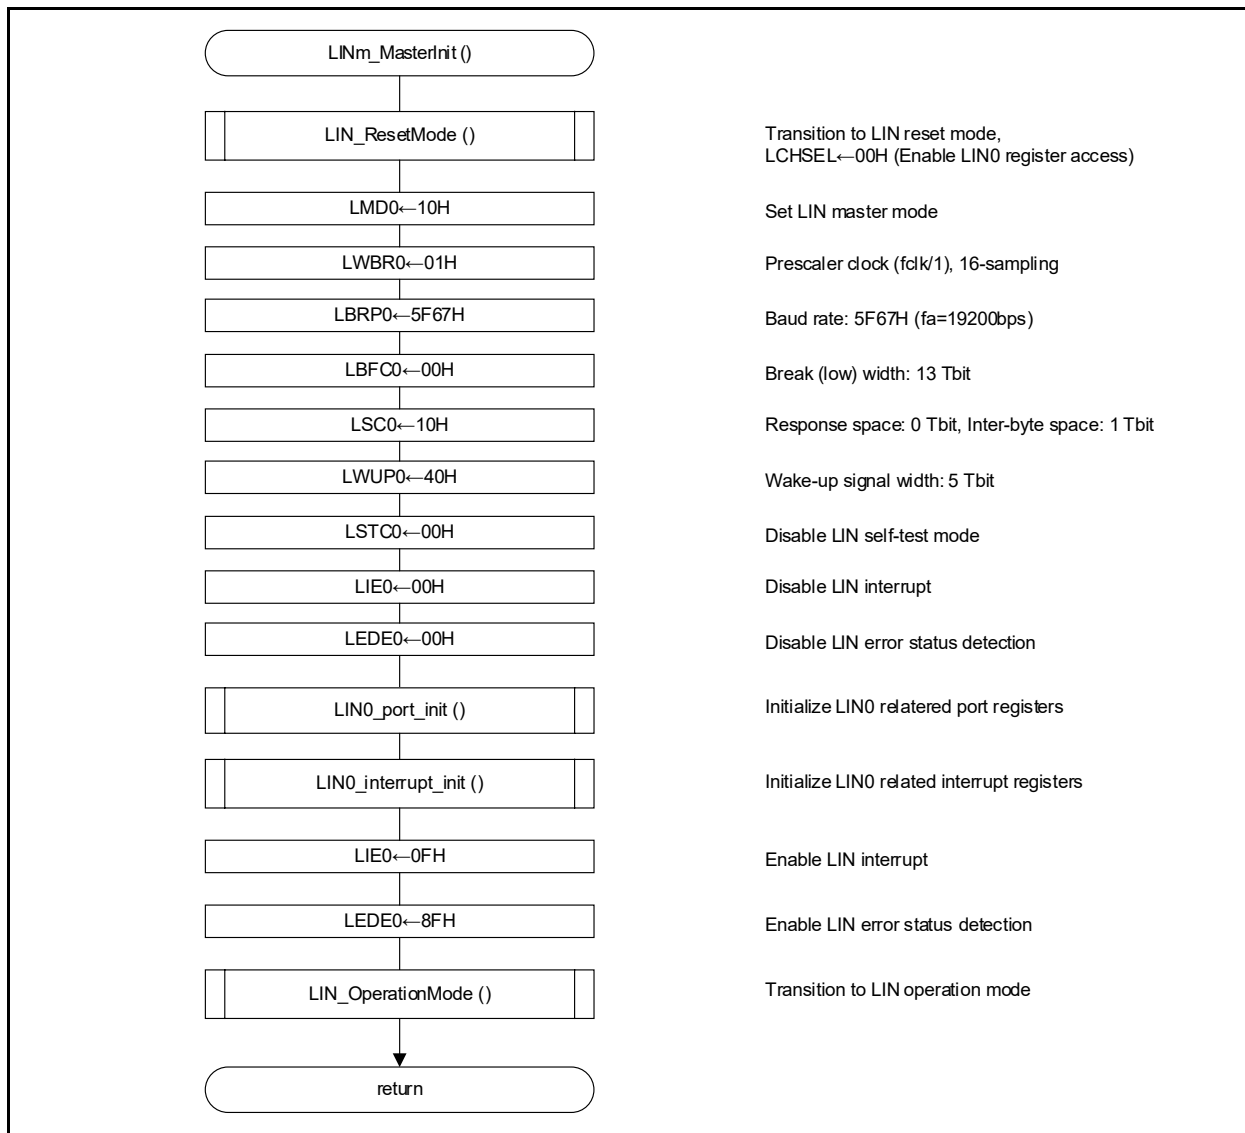 LINm_MasterInit ()
LIN_ResetMode ()
Transition to LIN reset mode,
LCHSEL←00H (Enable LIN0 register access)
LMD0←10H
Set LIN master mode
LWBR0←01H
Prescaler clock (fclk/1), 16-sampling
LBRP0←5F67H
Baud rate: 5F67H (fa=19200bps)
LBFC0←00H
Break (low) width: 13 Tbit
LSC0←10H
Response space: 0 Tbit, Inter-byte space: 1 Tbit
LWUP0←40H
Wake-up signal width: 5 Tbit
LSTC0←00H
Disable LIN self-test mode
LIE0←00H
Disable LIN interrupt
LEDE0←00H
Disable LIN error status detection
LIN0_port_init ()
Initialize LIN0 relatered port registers
LIN0_interrupt_init ()
Initialize LIN0 related interrupt registers
LIE0←0FH
Enable LIN interrupt
LEDE0←8FH
Enable LIN error status detection
LIN_OperationMode ()
Transition to LIN operation mode
return